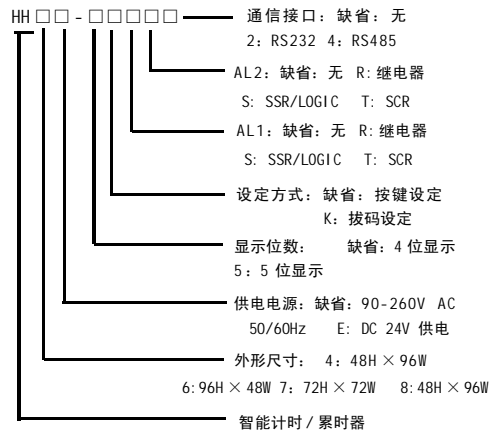 HH□□-□□□□□ 通信接口：缺省：无
2：RS232 4：RS485
AL2：缺省：无 R:继电器
S: SSR/LOGIC T: SCR
AL1：缺省：无 R:继电器
S: SSR/LOGIC T: SCR
设定方式：缺省：按键设定
K：拨码设定
显示位数： 缺省：4 位显示
5：5 位显示
供电电源：缺省：90-260V AC
50/60Hz E: DC 24V 供电
外形尺寸： 4：48H×96W
6:96H×48W 7：72H×72W 8:48H×96W
智能计时/累时器